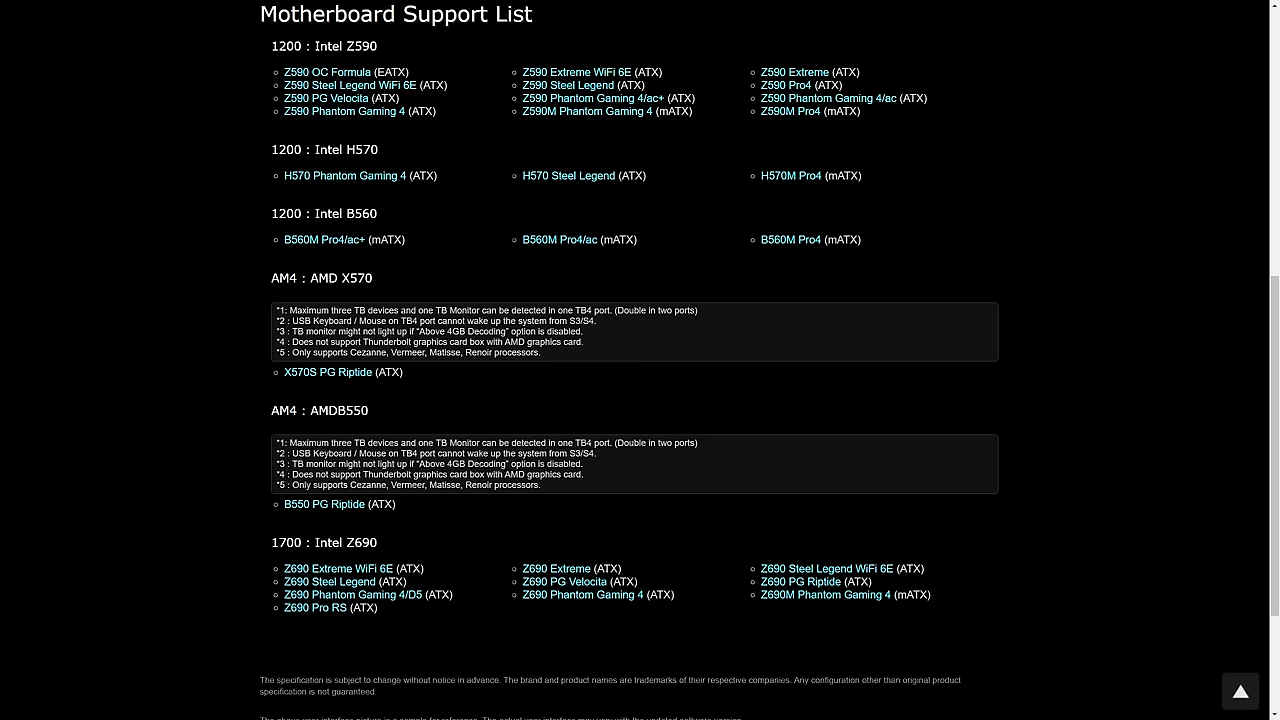 Motherboard Support List
1200 : Intel Z590
Z590 OC Formula (EATX) Z590 Extreme WiFi 6E (ATX) Z590 Extreme (ATX)
Z590 Steel Legend WiFi 6E (ATX) Z590 Steel Legend (ATX) Z590 Pro4 (ATX)
Z590 PG Velocita (ATX) Z590 Phantom Gaming 4/ac+ (ATX) Z590 Phantom Gaming 4/ac (ATX)
Z590 Phantom Gaming 4 (ATX) Z590M Phantom Gaming 4 (mATX) Z590M Pro4 (mATX)
1200 : Intel H570
H570 Phantom Gaming 4 (ATX) H570 Steel Legend (ATX) H570M Pro4 (mATX)
1200 : Intel B560
B560M Pro4/ac+ (mATX) B560M Pro4/ac (mATX) B560M Pro4 (mATX)
AM4 : AMD X570
*1: Maximum three TB devices and one TB Monitor can be detected in one TB4 port. (Double in two ports)
*2 : USB Keyboard / Mouse on TB4 port cannot wake up the system from S3/S4.
*3 : TB monitor might not light up if "Above 4GB Decoding" option is disabled.
*4 : Does not support Thunderbolt graphics card box with AMD graphics card.
*5 : Only supports Cezanne, Vermeer, Matisse, Renoir processors.
X570S PG Riptide (ATX)
AM4 : AMDB550
*1: Maximum three TB devices and one TB Monitor can be detected in one TB4 port. (Double in two ports)
*2 : USB Keyboard / Mouse on TB4 port cannot wake up the system from S3/S4.
*3 : TB monitor might not light up if "Above 4GB Decoding" option is disabled.
*4 : Does not support Thunderbolt graphics card box with AMD graphics card.
*5 : Only supports Cezanne, Vermeer, Matisse, Renoir processors.
B550 PG Riptide (ATX)
1700 : Intel Z690
Z690 Extreme WiFi 6E (ATX) Z690 Extreme (ATX) Z690 Steel Legend WiFi 6E (ATX)
Z690 Steel Legend (ATX) Z690 PG Velocita (ATX) Z690 PG Riptide (ATX)
Z690 Phantom Gaming 4/D5 (ATX) Z690 Phantom Gaming 4 (ATX) Z690M Phantom Gaming 4 (mATX)
Z690 Pro RS (ATX)
The specification is subject to change without notice in advance. The brand and product names are trademarks of their respective companies. Any configuration other than original product
specification is not guaranteed.